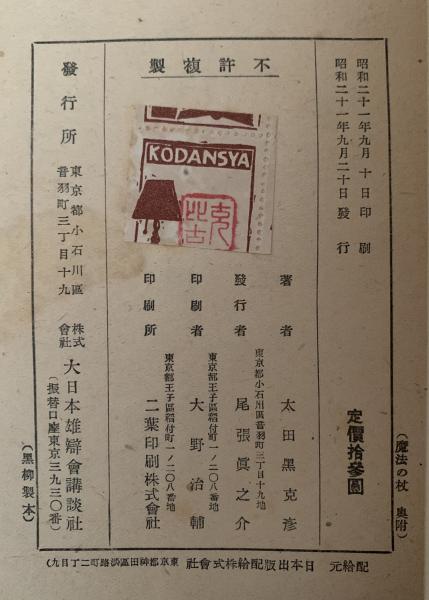 (魔法の杖 奥附)
昭和二十一年九月 十日 印刷
昭和二十一年九月二十日 發行
定價拾參圓
不許複製
KŌDANSYA
著者 太田黑克彦
東京都小石川區音羽町三丁目十九地
發行者 尾張眞之介
東京都王子區稻付町一ノ二〇八番地
印刷者 大野治輔
東京都王子區稻付町一ノ二〇八番地
印刷所 二葉印刷株式會社
發行所
東京都小石川區
音羽町三丁目十九
株式會社 大日本雄辯會講談社
(振替口座東京三九三〇番)
(黑柳製本)
配給元 日本出版配給株式會社 東京都神田區淡路町二丁目九